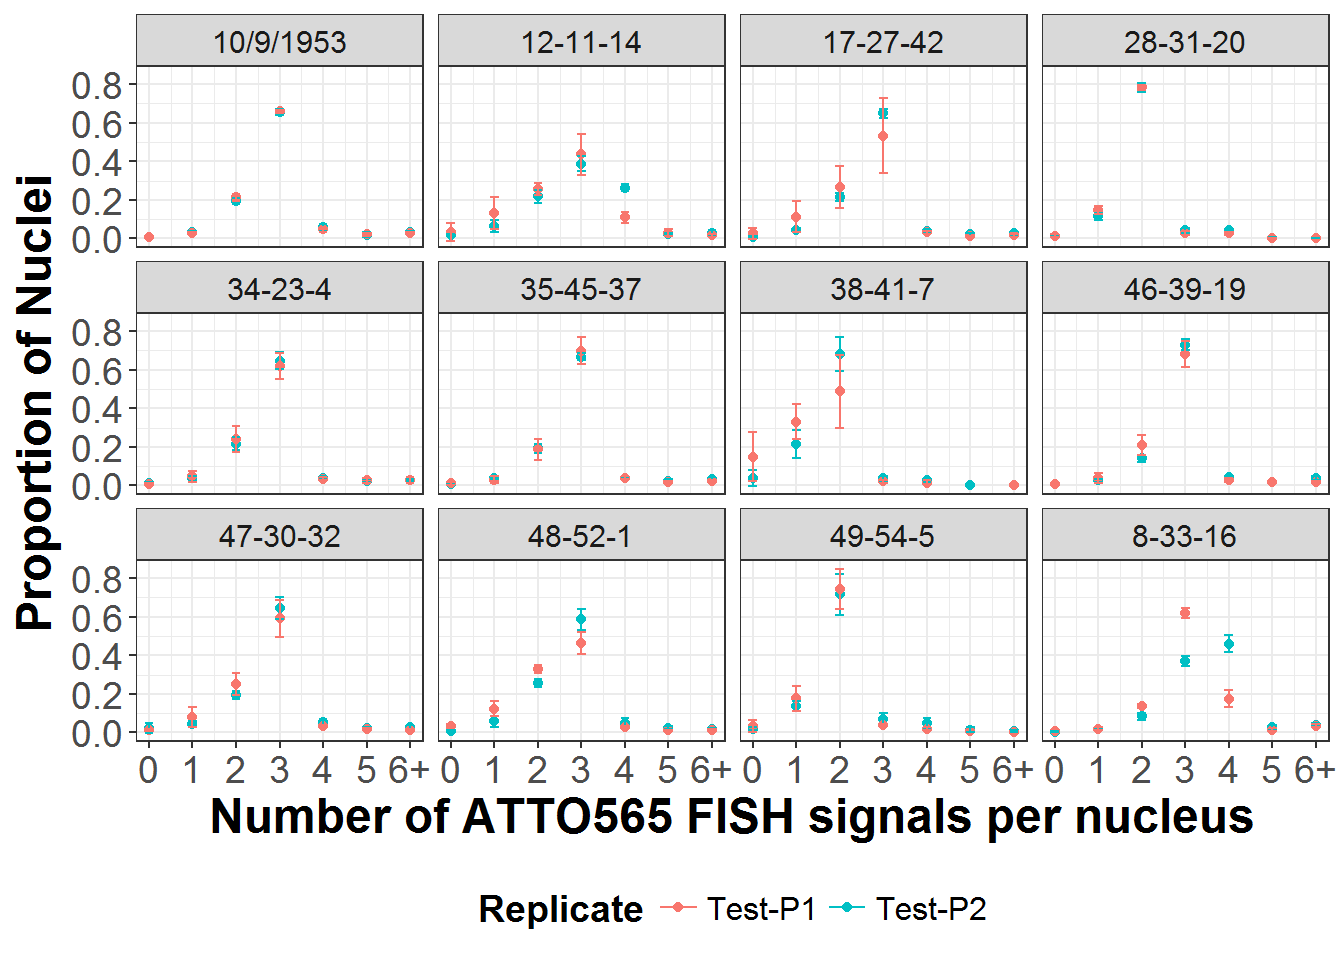 10/9/1953 12-11-14 17-27-42 28-31-20
0.8
0.6
0.4
0.2
0.0
34-23-4 35-45-37 38-41-7 46-39-19
0.8
0.6
0.4
0.2
0.0
47-30-32 48-52-1 49-54-5 8-33-16
0.8
0.6
0.4
0.2
0.0
Proportion of Nuclei
0 1 2 3 4 5 6+ 0 1 2 3 4 5 6+ 0 1 2 3 4 5 6+ 0 1 2 3 4 5 6+
Number of ATTO565 FISH signals per nucleus
Replicate Test-P1 Test-P2